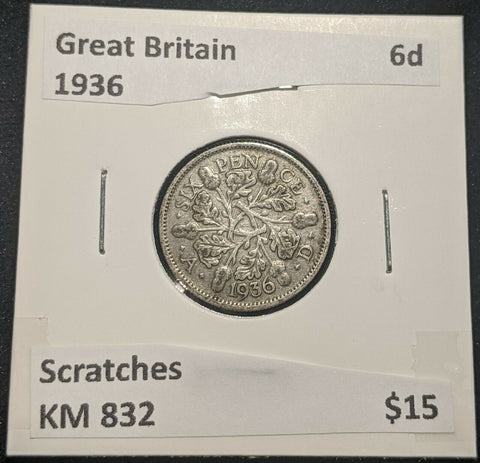 Great Britain 6d
1936
SIX PENCE
A D
1936
Scratches
KM 832 $15